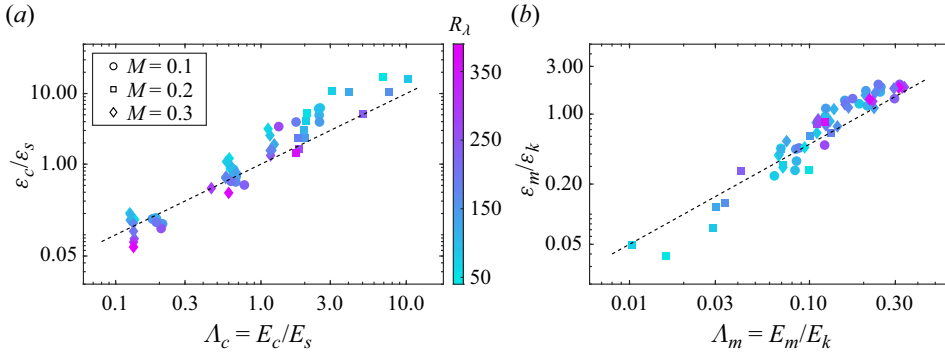 (a)
(b)
R_λ
M = 0.1
M = 0.2
M = 0.3
10.00
1.00
0.05
ε_c/ε_s
0.1 0.3 1.0 3.0 10.0
Λ_c = E_c/E_s
350
250
150
50
3.00
1.00
0.20
0.05
ε_m/ε_k
0.01 0.03 0.10 0.30
Λ_m = E_m/E_k